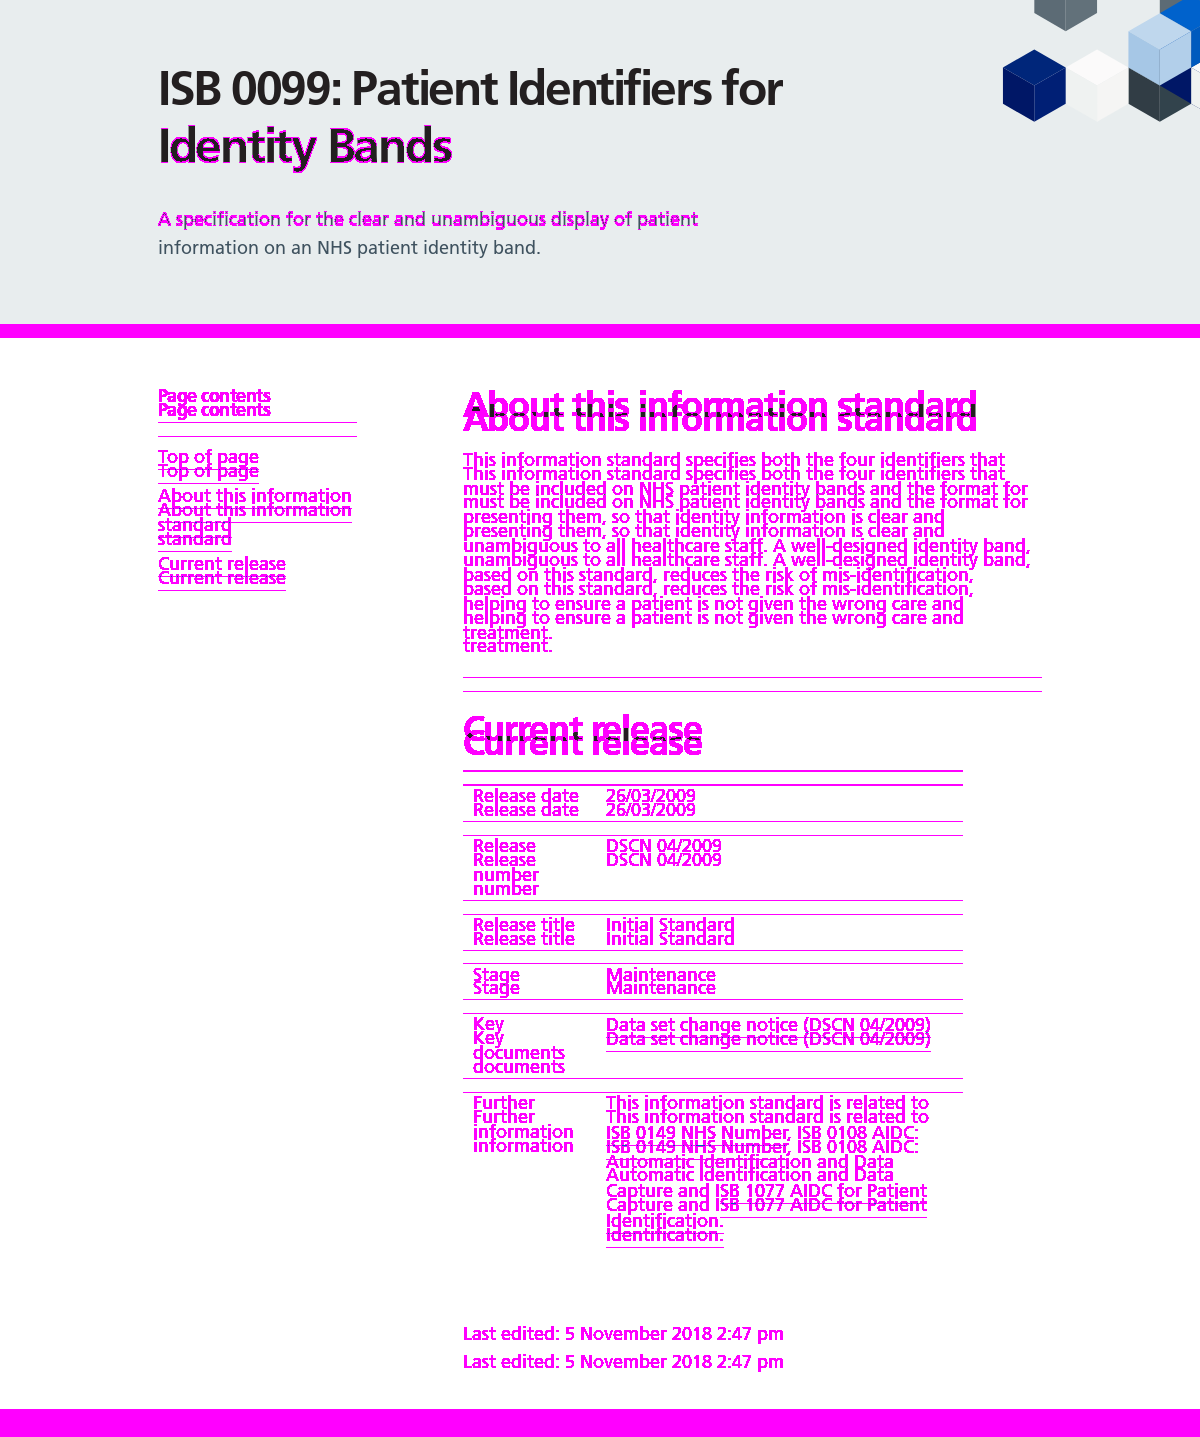 ISB 0099: Patient Identifiers for
Identity Bands
A specification for the clear and unambiguous display of patient
information on an NHS patient identity band.
Page contents
Page contents
Top of page
Top of page
About this information
About this information
standard
standard
Current release
Current release
About this information standard
About this information standard
This information standard specifies both the four identifiers that
This information standard specifies both the four identifiers that
must be included on NHS patient identity bands and the format for
must be included on NHS patient identity bands and the format for
presenting them, so that identity information is clear and
presenting them, so that identity information is clear and
unambiguous to all healthcare staff. A well-designed identity band,
unambiguous to all healthcare staff. A well-designed identity band,
based on this standard, reduces the risk of mis-identification,
based on this standard, reduces the risk of mis-identification,
helping to ensure a patient is not given the wrong care and
helping to ensure a patient is not given the wrong care and
treatment.
treatment.
Current release
Current release
Release date 26/03/2009
Release date 26/03/2009
Release DSCN 04/2009
Release DSCN 04/2009
number
number
Release title Initial Standard
Release title Initial Standard
Stage Maintenance
Stage Maintenance
Key Data set change notice (DSCN 04/2009)
Key Data set change notice (DSCN 04/2009)
documents
documents
Further This information standard is related to
Further This information standard is related to
information ISB 0149 NHS Number, ISB 0108 AIDC:
information ISB 0149 NHS Number, ISB 0108 AIDC:
Automatic Identification and Data
Automatic Identification and Data
Capture and ISB 1077 AIDC for Patient
Capture and ISB 1077 AIDC for Patient
Identification.
Identification.
Last edited: 5 November 2018 2:47 pm
Last edited: 5 November 2018 2:47 pm